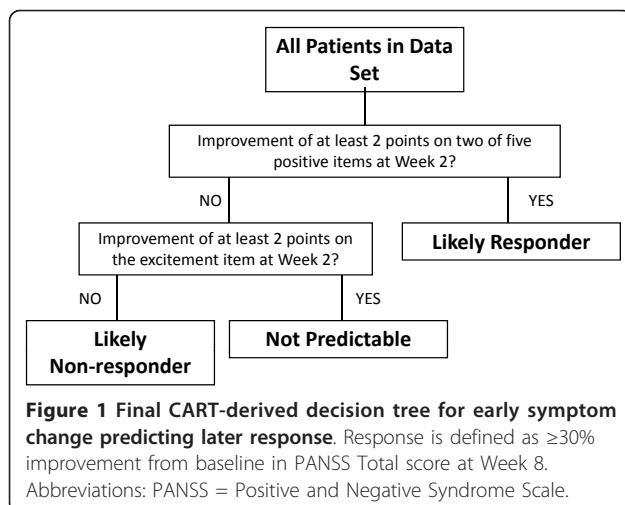 All Patients in Data
Set
Improvement of at least 2 points on two of five
positive items at Week 2?
NO
YES
Improvement of at least 2 points on
the excitement item at Week 2?
Likely Responder
NO
YES
Likely
Non-responder
Not Predictable
Figure 1 Final CART-derived decision tree for early symptom
change predicting later response. Response is defined as ≥30%
improvement from baseline in PANSS Total score at Week 8.
Abbreviations: PANSS = Positive and Negative Syndrome Scale.